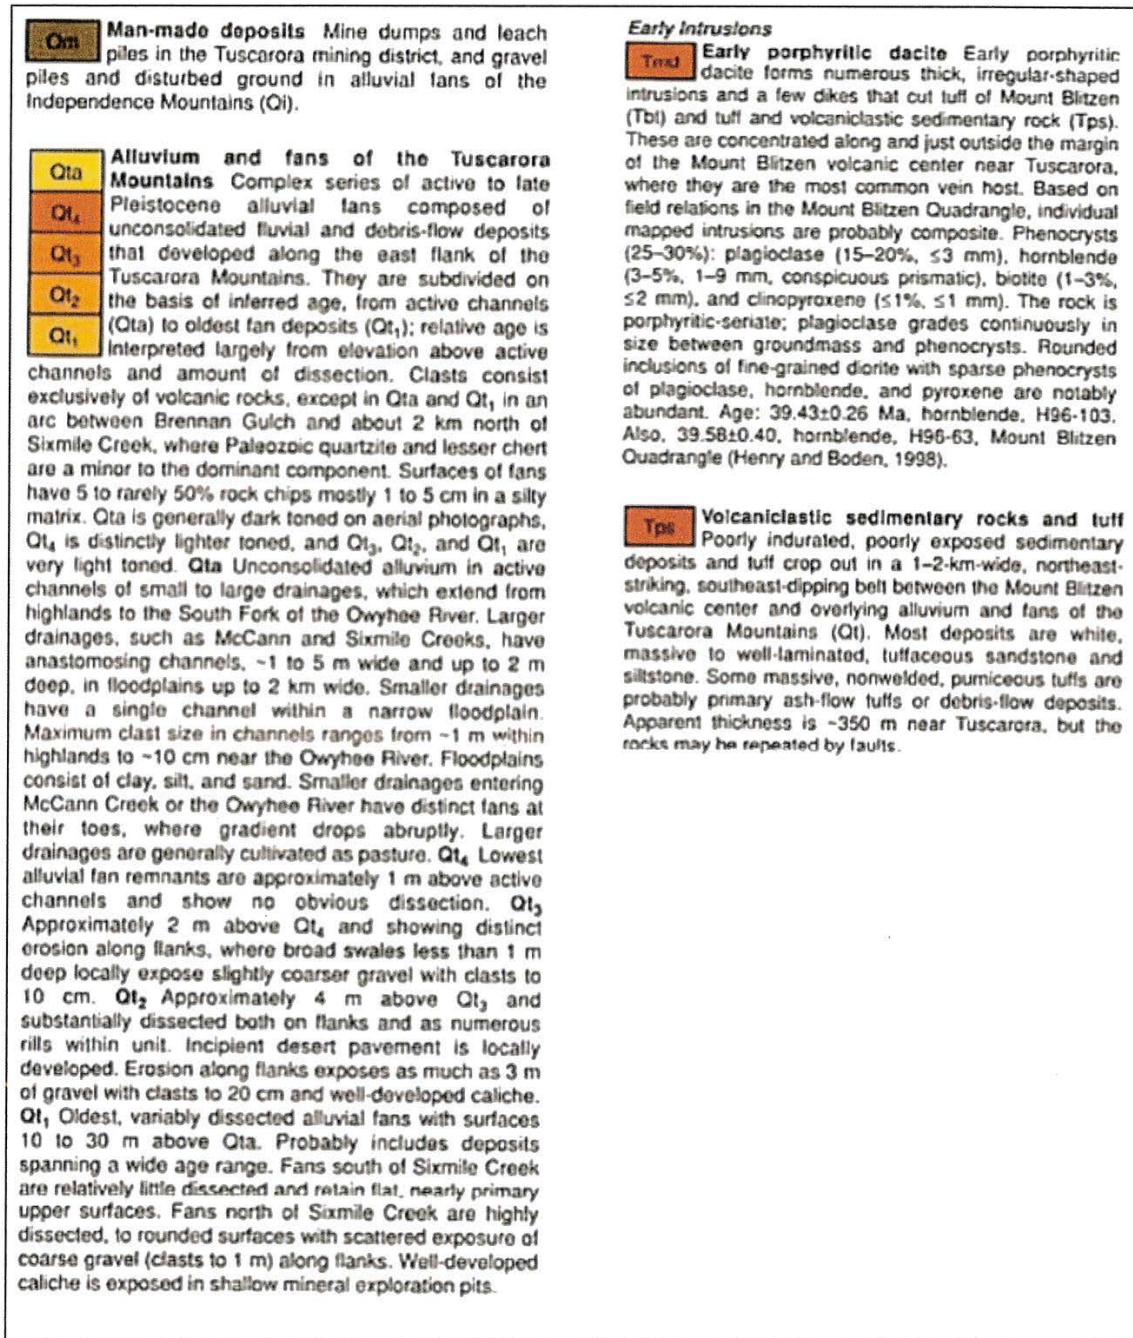 Qm
Man-made deposits Mine dumps and leach
piles in the Tuscarora mining district, and gravel
piles and disturbed ground in alluvial fans of the
Independence Mountains (Qi).
Qta
Qt₄
Qt₃
Qt₂
Qt₁
Alluvium and fans of the Tuscarora
Mountains Complex series of active to late
Pleistocene alluvial fans composed of
unconsolidated fluvial and debris-flow deposits
that developed along the east flank of the
Tuscarora Mountains. They are subdivided on
the basis of inferred age, from active channels
(Qta) to oldest fan deposits (Qt₁); relative age is
interpreted largely from elevation above active
channels and amount of dissection. Clasts consist
exclusively of volcanic rocks, except in Qta and Qt₁ in an
arc between Brennan Gulch and about 2 km north of
Sixmile Creek, where Paleozoic quartzite and lesser chert
are a minor to the dominant component. Surfaces of fans
have 5 to rarely 50% rock chips mostly 1 to 5 cm in a silty
matrix. Qta is generally dark toned on aerial photographs,
Qt₄ is distinctly lighter toned, and Qt₃, Qt₂, and Qt₁ are
very light toned. Qta Unconsolidated alluvium in active
channels of small to large drainages, which extend from
highlands to the South Fork of the Owyhee River. Larger
drainages, such as McCann and Sixmile Creeks, have
anastomosing channels, ~1 to 5 m wide and up to 2 m
deep, in floodplains up to 2 km wide. Smaller drainages
have a single channel within a narrow floodplain.
Maximum clast size in channels ranges from ~1 m within
highlands to ~10 cm near the Owyhee River. Floodplains
consist of clay, silt, and sand. Smaller drainages entering
McCann Creek or the Owyhee River have distinct fans at
their toes, where gradient drops abruptly. Larger
drainages are generally cultivated as pasture. Qt₄ Lowest
alluvial fan remnants are approximately 1 m above active
channels and show no obvious dissection. Qt₃
Approximately 2 m above Qt₄ and showing distinct
erosion along flanks, where broad swales less than 1 m
deep locally expose slightly coarser gravel with clasts to
10 cm. Qt₂ Approximately 4 m above Qt₃ and
substantially dissected both on flanks and as numerous
rills within unit. Incipient desert pavement is locally
developed. Erosion along flanks exposes as much as 3 m
of gravel with clasts to 20 cm and well-developed caliche.
Qt₁ Oldest, variably dissected alluvial fans with surfaces
10 to 30 m above Qta. Probably includes deposits
spanning a wide age range. Fans south of Sixmile Creek
are relatively little dissected and retain flat, nearly primary
upper surfaces. Fans north of Sixmile Creek are highly
dissected, to rounded surfaces with scattered exposure of
coarse gravel (clasts to 1 m) along flanks. Well-developed
caliche is exposed in shallow mineral exploration pits.
Early Intrusions
Tmd
Early porphyritic dacite Early porphyritic
dacite forms numerous thick, irregular-shaped
intrusions and a few dikes that cut tuff of Mount Blitzen
(Tbt) and tuff and volcaniclastic sedimentary rock (Tps).
These are concentrated along and just outside the margin
of the Mount Blitzen volcanic center near Tuscarora,
where they are the most common vein host. Based on
field relations in the Mount Blitzen Quadrangle, individual
mapped intrusions are probably composite. Phenocrysts
(25–30%): plagioclase (15–20%, ≤3 mm), hornblende
(3–5%, 1–9 mm, conspicuous prismatic), biotite (1–3%,
≤2 mm), and clinopyroxene (≤1%, ≤1 mm). The rock is
porphyritic-seriate; plagioclase grades continuously in
size between groundmass and phenocrysts. Rounded
inclusions of fine-grained diorite with sparse phenocrysts
of plagioclase, hornblende, and pyroxene are notably
abundant. Age: 39.43±0.26 Ma, hornblende, H96-103.
Also, 39.58±0.40, hornblende, H96-63, Mount Blitzen
Quadrangle (Henry and Boden, 1998).
Tps
Volcaniclastic sedimentary rocks and tuff
Poorly indurated, poorly exposed sedimentary
deposits and tuff crop out in a 1–2-km-wide, northeast-
striking, southeast-dipping belt between the Mount Blitzen
volcanic center and overlying alluvium and fans of the
Tuscarora Mountains (Qt). Most deposits are white,
massive to well-laminated, tuffaceous sandstone and
siltstone. Some massive, nonwelded, pumiceous tuffs are
probably primary ash-flow tuffs or debris-flow deposits.
Apparent thickness is ~350 m near Tuscarora, but the
rocks may be repeated by faults.